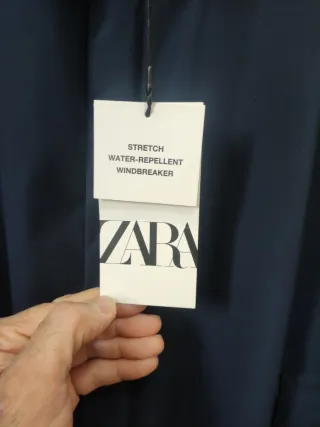 STRETCH
WATER-REPELLENT
WINDBREAKER
ZARA